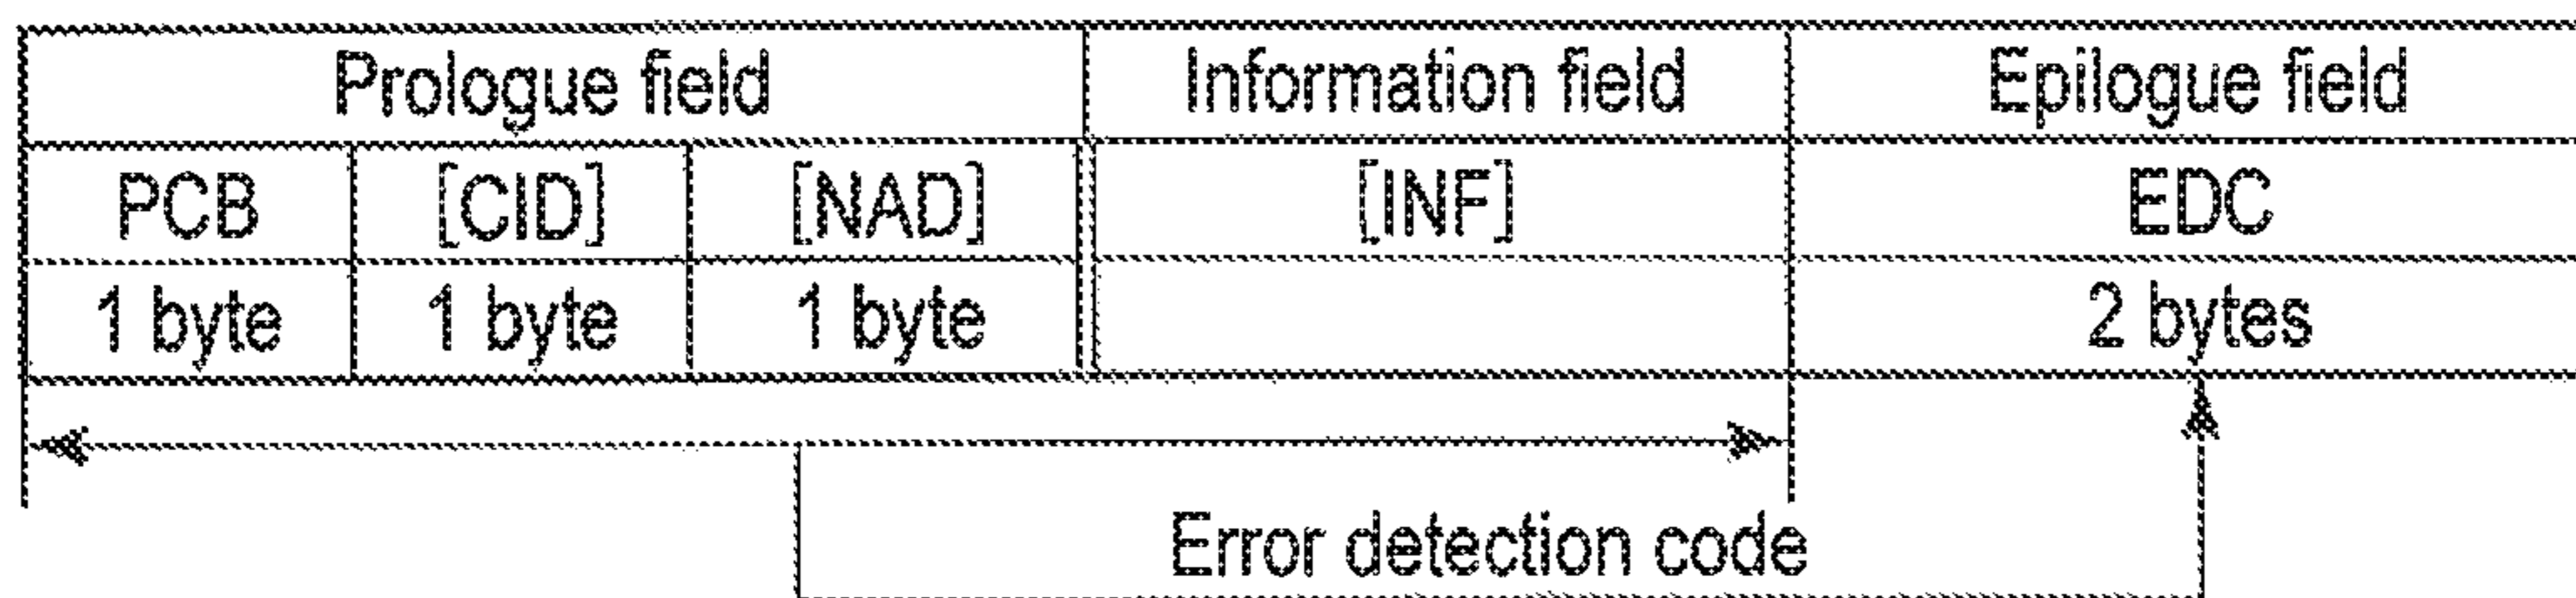 Prologue field Information field Epilogue field
PCB [CID] [NAD] [INF] EDC
1 byte 1 byte 1 byte 2 bytes
Error detection code